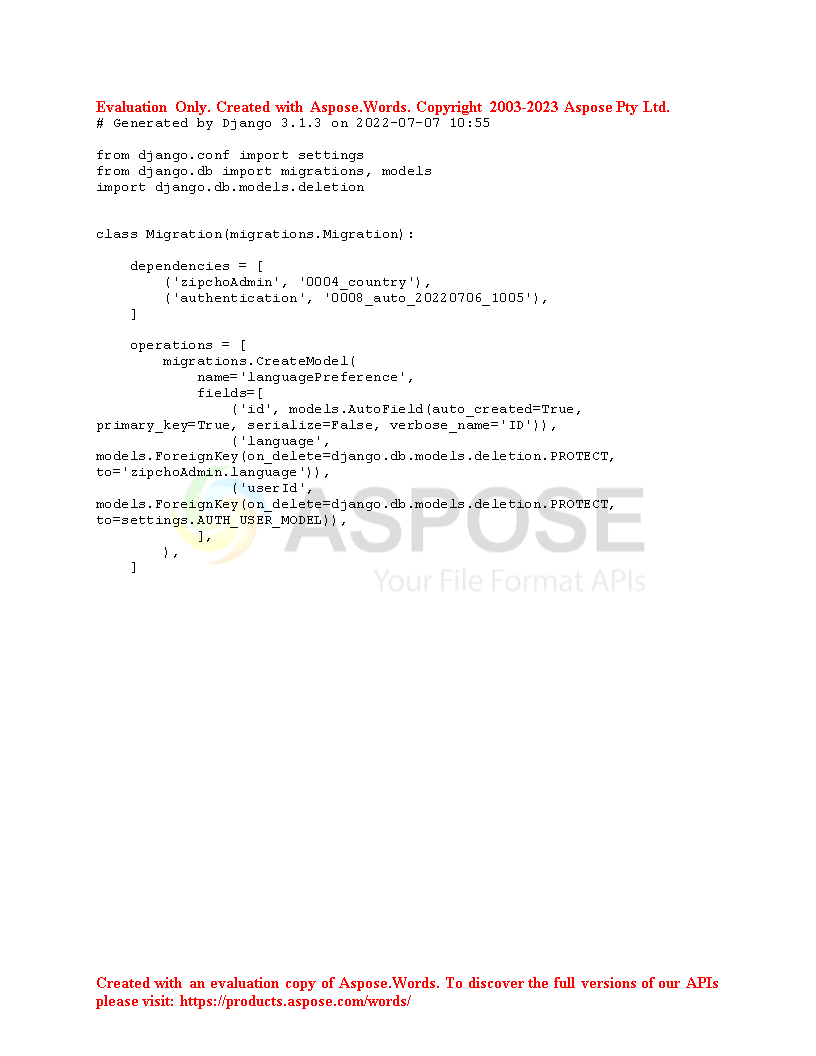 Evaluation Only. Created with Aspose.Words. Copyright 2003-2023 Aspose Pty Ltd.
# Generated by Django 3.1.3 on 2022-07-07 10:55

from django.conf import settings
from django.db import migrations, models
import django.db.models.deletion


class Migration(migrations.Migration):

    dependencies = [
        ('zipchoAdmin', '0004_country'),
        ('authentication', '0008_auto_20220706_1005'),
    ]

    operations = [
        migrations.CreateModel(
            name='languagePreference',
            fields=[
                ('id', models.AutoField(auto_created=True,
primary_key=True, serialize=False, verbose_name='ID')),
                ('language',
models.ForeignKey(on_delete=django.db.models.deletion.PROTECT,
to='zipchoAdmin.language')),
                ('userId',
models.ForeignKey(on_delete=django.db.models.deletion.PROTECT,
to=settings.AUTH_USER_MODEL)),
            ],
        ),
    ]
ASPOSE
Your File Format APIs
Created with an evaluation copy of Aspose.Words. To discover the full versions of our APIs
please visit: https://products.aspose.com/words/